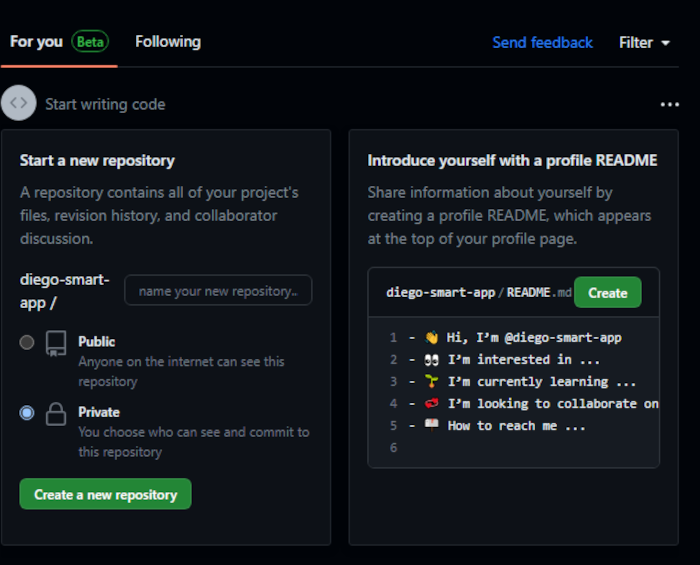 For you Beta Following Send feedback Filter
Start writing code
Start a new repository
A repository contains all of your project's
files, revision history, and collaborator
discussion.
diego-smart-
app /
name your new repository..
Public
Anyone on the internet can see this
repository
Private
You choose who can see and commit to
this repository
Create a new repository
Introduce yourself with a profile README
Share information about yourself by
creating a profile README, which appears
at the top of your profile page.
diego-smart-app / README.md Create
1 - 👋 Hi, I'm @diego-smart-app
2 - 👀 I'm interested in ...
3 - 🌱 I'm currently learning ...
4 - 💞️ I'm looking to collaborate on
5 - 📫 How to reach me ...
6